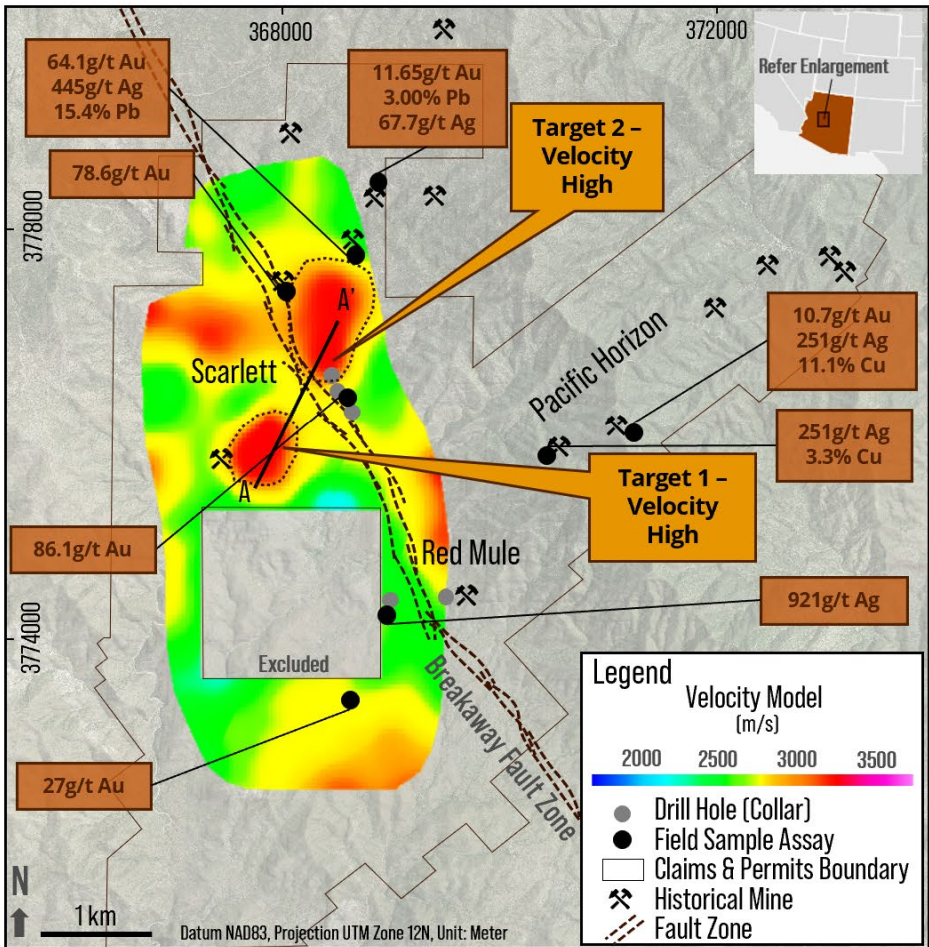 368000
372000
64.1g/t Au
445g/t Ag
15.4% Pb
11.65g/t Au
3.00% Pb
67.7g/t Ag
Refer Enlargement
Target 2 –
Velocity
High
78.6g/t Au
3778000
A'
10.7g/t Au
251g/t Ag
11.1% Cu
Scarlett
Pacific Horizon
251g/t Ag
3.3% Cu
Target 1 –
Velocity
High
A
86.1g/t Au
Red Mule
921g/t Ag
3774000
Excluded
Breakaway Fault Zone
27g/t Au
Legend
Velocity Model
(m/s)
2000 2500 3000 3500
Drill Hole (Collar)
Field Sample Assay
Claims & Permits Boundary
Historical Mine
Fault Zone
N
1 km
Datum NAD83, Projection UTM Zone 12N, Unit: Meter